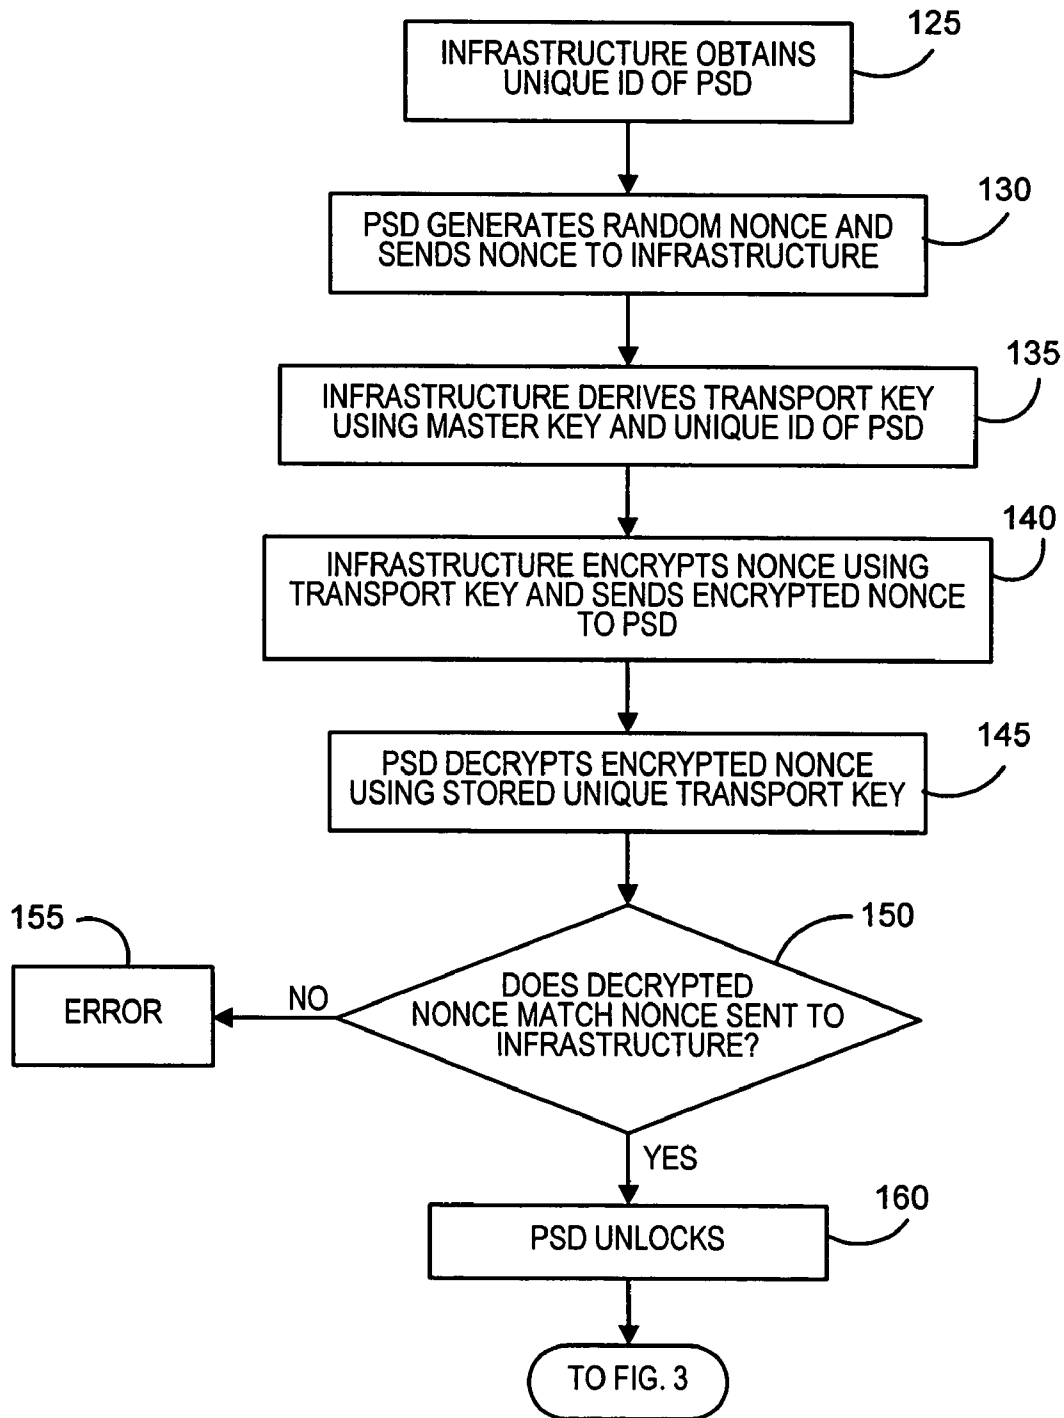 125
INFRASTRUCTURE OBTAINS
UNIQUE ID OF PSD
130
PSD GENERATES RANDOM NONCE AND
SENDS NONCE TO INFRASTRUCTURE
135
INFRASTRUCTURE DERIVES TRANSPORT KEY
USING MASTER KEY AND UNIQUE ID OF PSD
140
INFRASTRUCTURE ENCRYPTS NONCE USING
TRANSPORT KEY AND SENDS ENCRYPTED NONCE
TO PSD
145
PSD DECRYPTS ENCRYPTED NONCE
USING STORED UNIQUE TRANSPORT KEY
150
DOES DECRYPTED
NONCE MATCH NONCE SENT TO
INFRASTRUCTURE?
NO
155
ERROR
YES
160
PSD UNLOCKS
TO FIG. 3